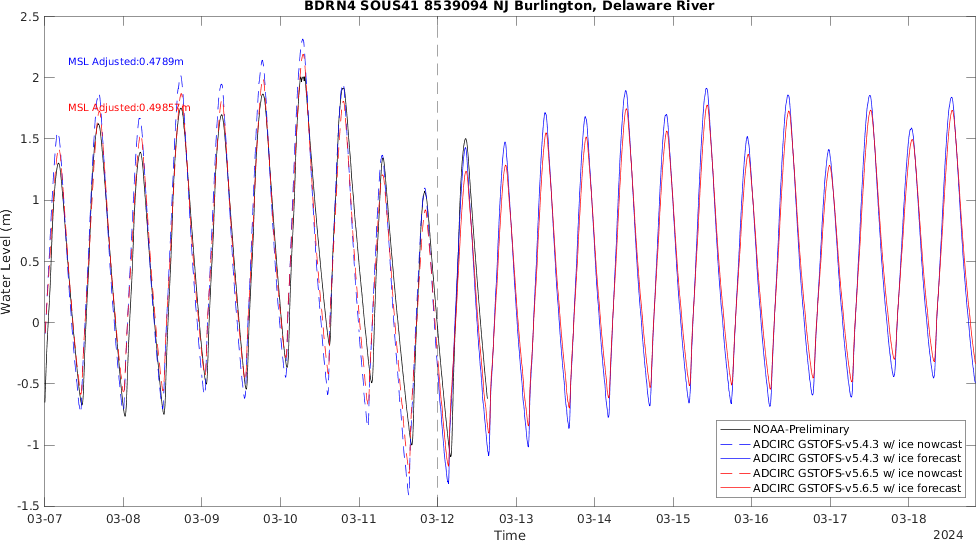 BDRN4 SOUS41 8539094 NJ Burlington, Delaware River
2.5
2
1.5
1
0.5
0
-0.5
-1
-1.5
Water Level (m)
MSL Adjusted:0.4789m
MSL Adjusted:0.49857m
NOAA-Preliminary
ADCIRC GSTOFS-v5.4.3 w/ ice nowcast
ADCIRC GSTOFS-v5.4.3 w/ ice forecast
ADCIRC GSTOFS-v5.6.5 w/ ice nowcast
ADCIRC GSTOFS-v5.6.5 w/ ice forecast
03-07 03-08 03-09 03-10 03-11 03-12 03-13 03-14 03-15 03-16 03-17 03-18
Time
2024